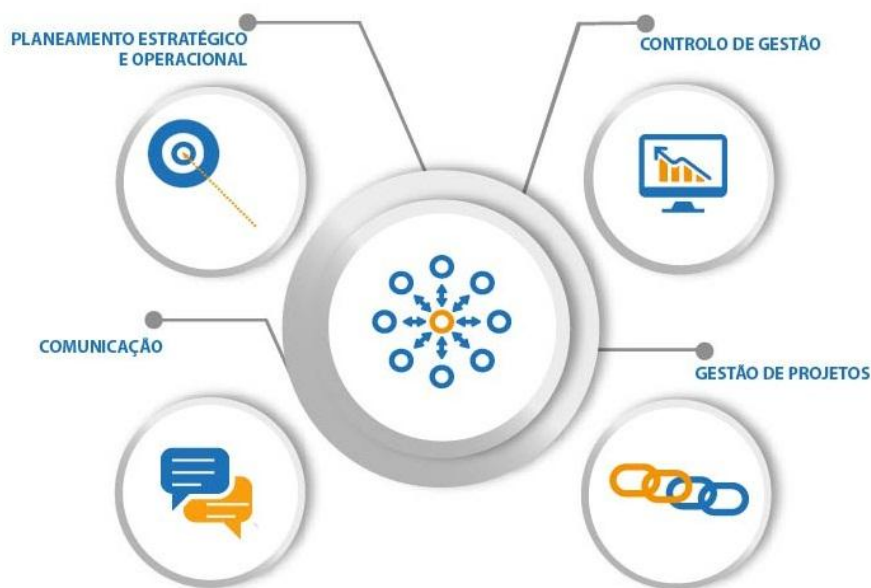 PLANEAMENTO ESTRATÉGICO
E OPERACIONAL
CONTROLO DE GESTÃO
COMUNICAÇÃO
GESTÃO DE PROJETOS